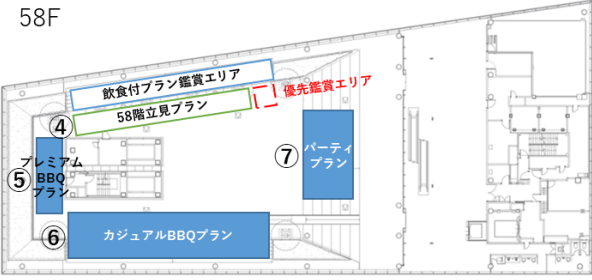 58F
飲食付プラン鑑賞エリア
優先鑑賞エリア
58階立見プラン
④
プレミアム
BBQ
プラン
⑤
パーティ
プラン
⑦
⑥
カジュアルBBQプラン